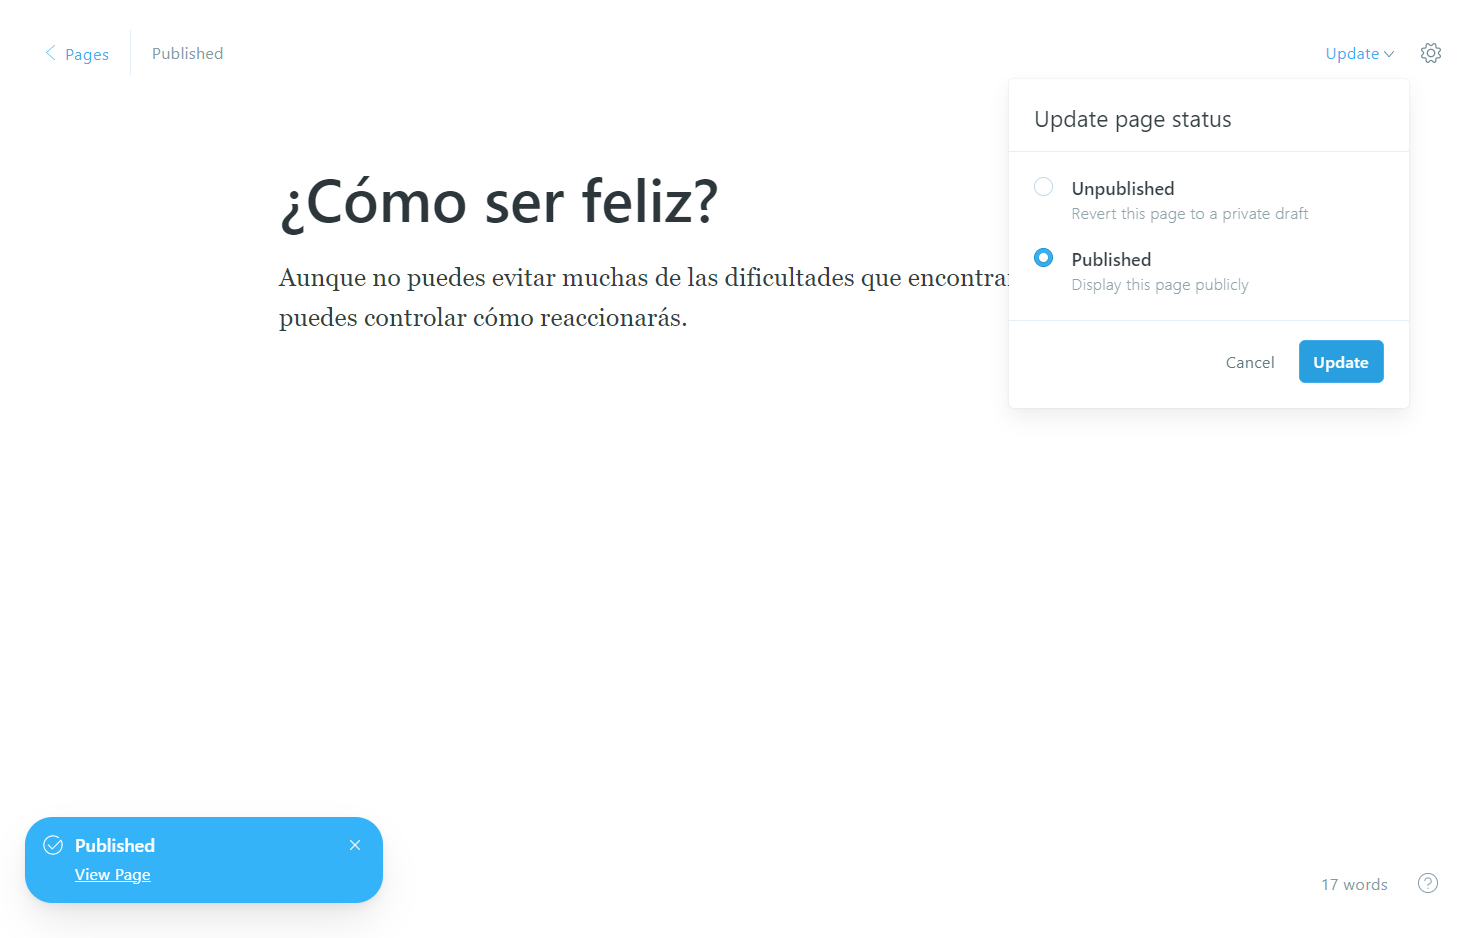 Pages
Published
Update
Update page status
Unpublished
Revert this page to a private draft
Published
Display this page publicly
Cancel
Update
¿Cómo ser feliz?
Aunque no puedes evitar muchas de las dificultades que
puedes controlar cómo reaccionarás.
Published
View Page
17 words